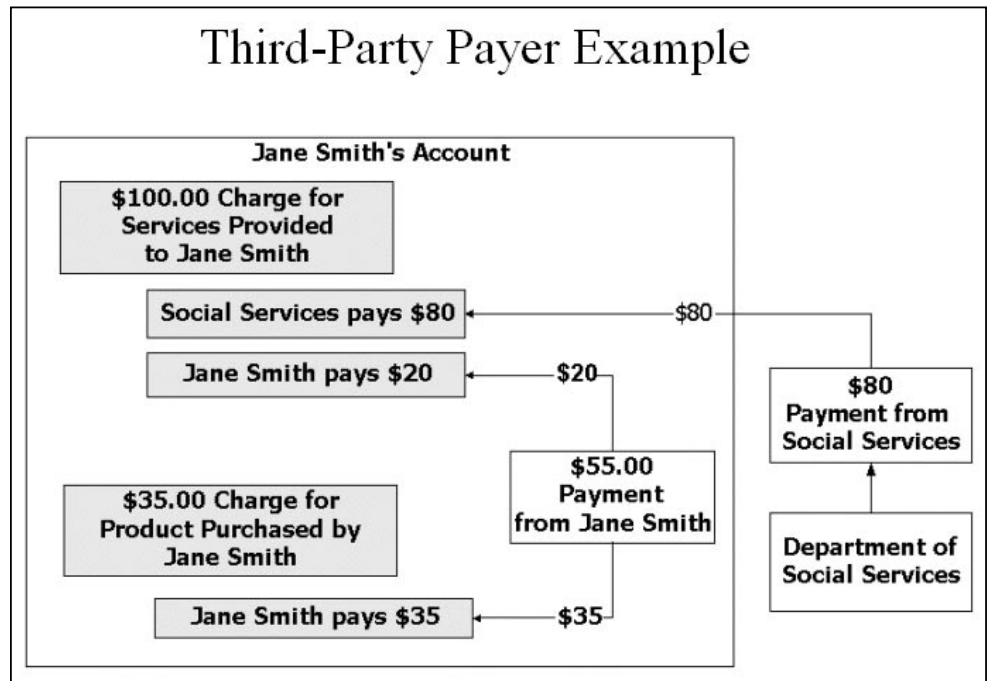 Third-Party Payer Example
Jane Smith's Account
$100.00 Charge for
Services Provided
to Jane Smith
Social Services pays $80
$80
Jane Smith pays $20
$20
$80
Payment from
Social Services
$55.00
Payment
from Jane Smith
$35.00 Charge for
Product Purchased by
Jane Smith
Department of
Social Services
Jane Smith pays $35
$35